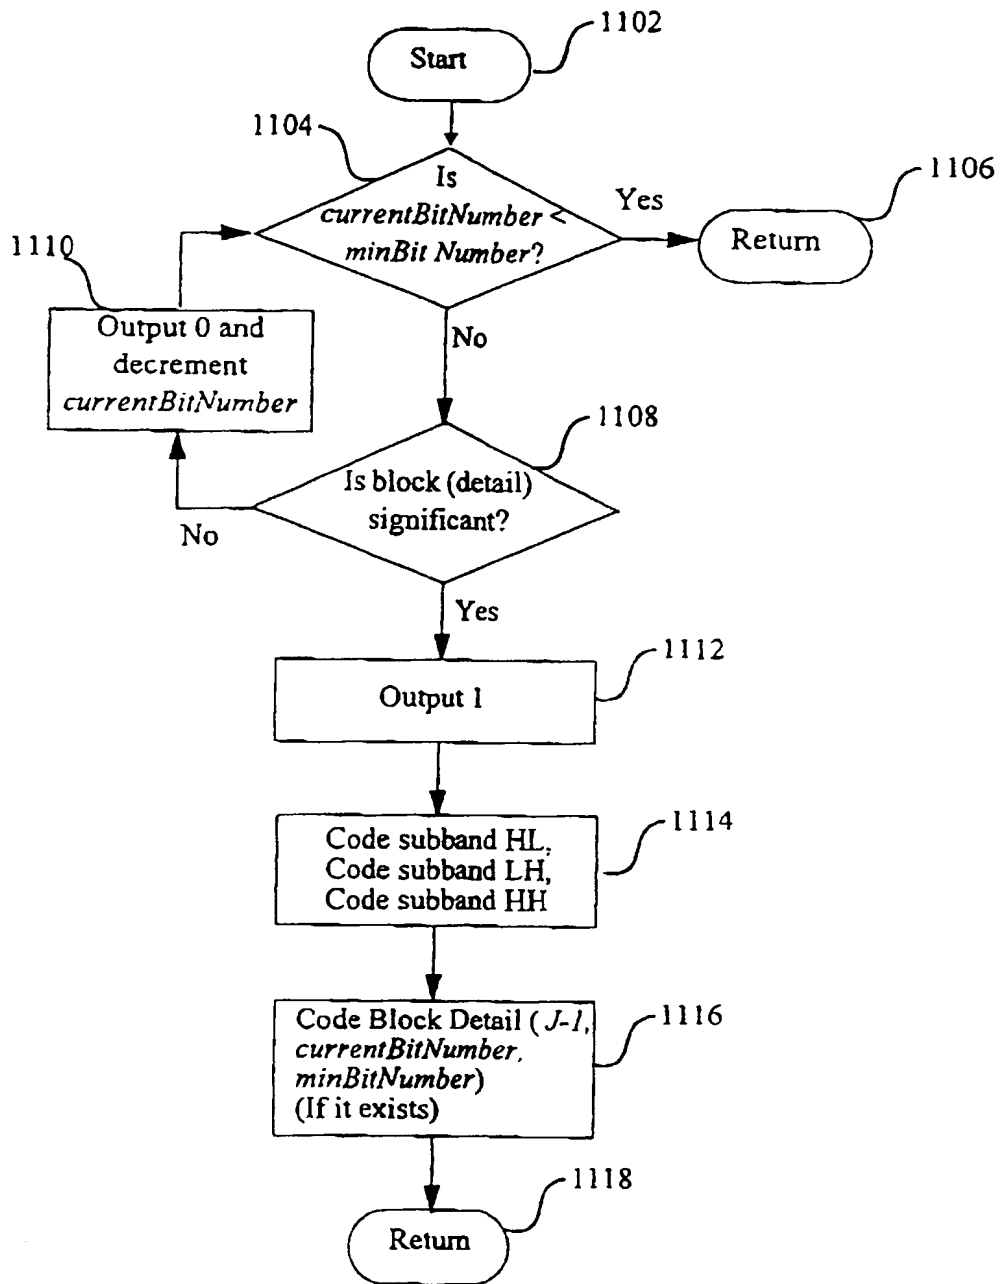 1102
Start
1104
Is
currentBitNumber <
minBit Number?
Yes
1106
Return
1110
Output 0 and
decrement
currentBitNumber
No
1108
Is block (detail)
significant?
No
Yes
1112
Output 1
1114
Code subband HL,
Code subband LH,
Code subband HH
1116
Code Block Detail ( J-1,
currentBitNumber,
minBitNumber)
(If it exists)
1118
Return